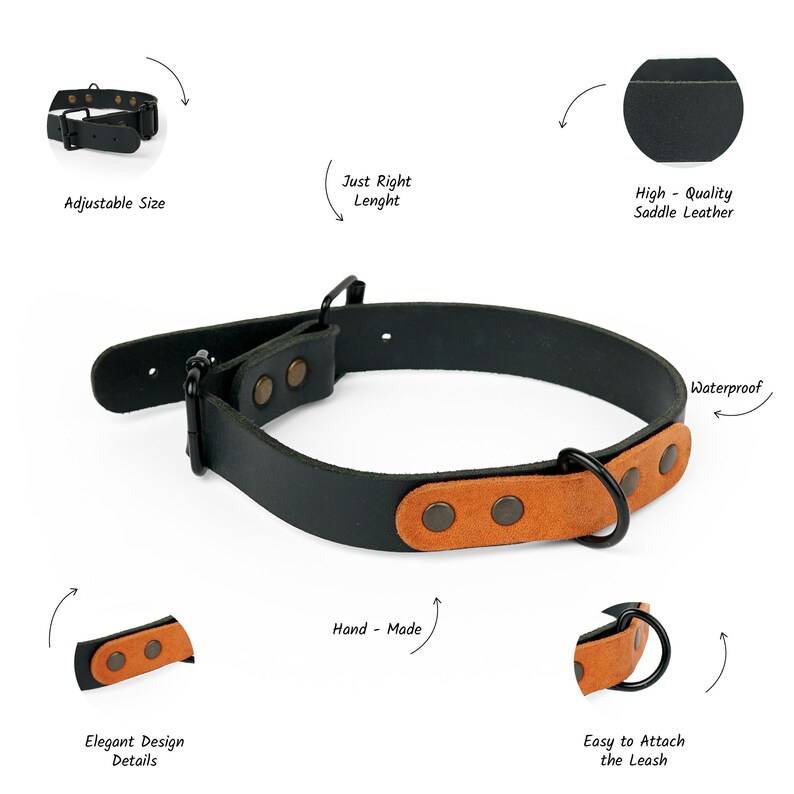 Just Right
Lenght
Adjustable Size
High - Quality
Saddle Leather
Waterproof
Hand - Made
Elegant Design
Details
Easy to Attach
the Leash